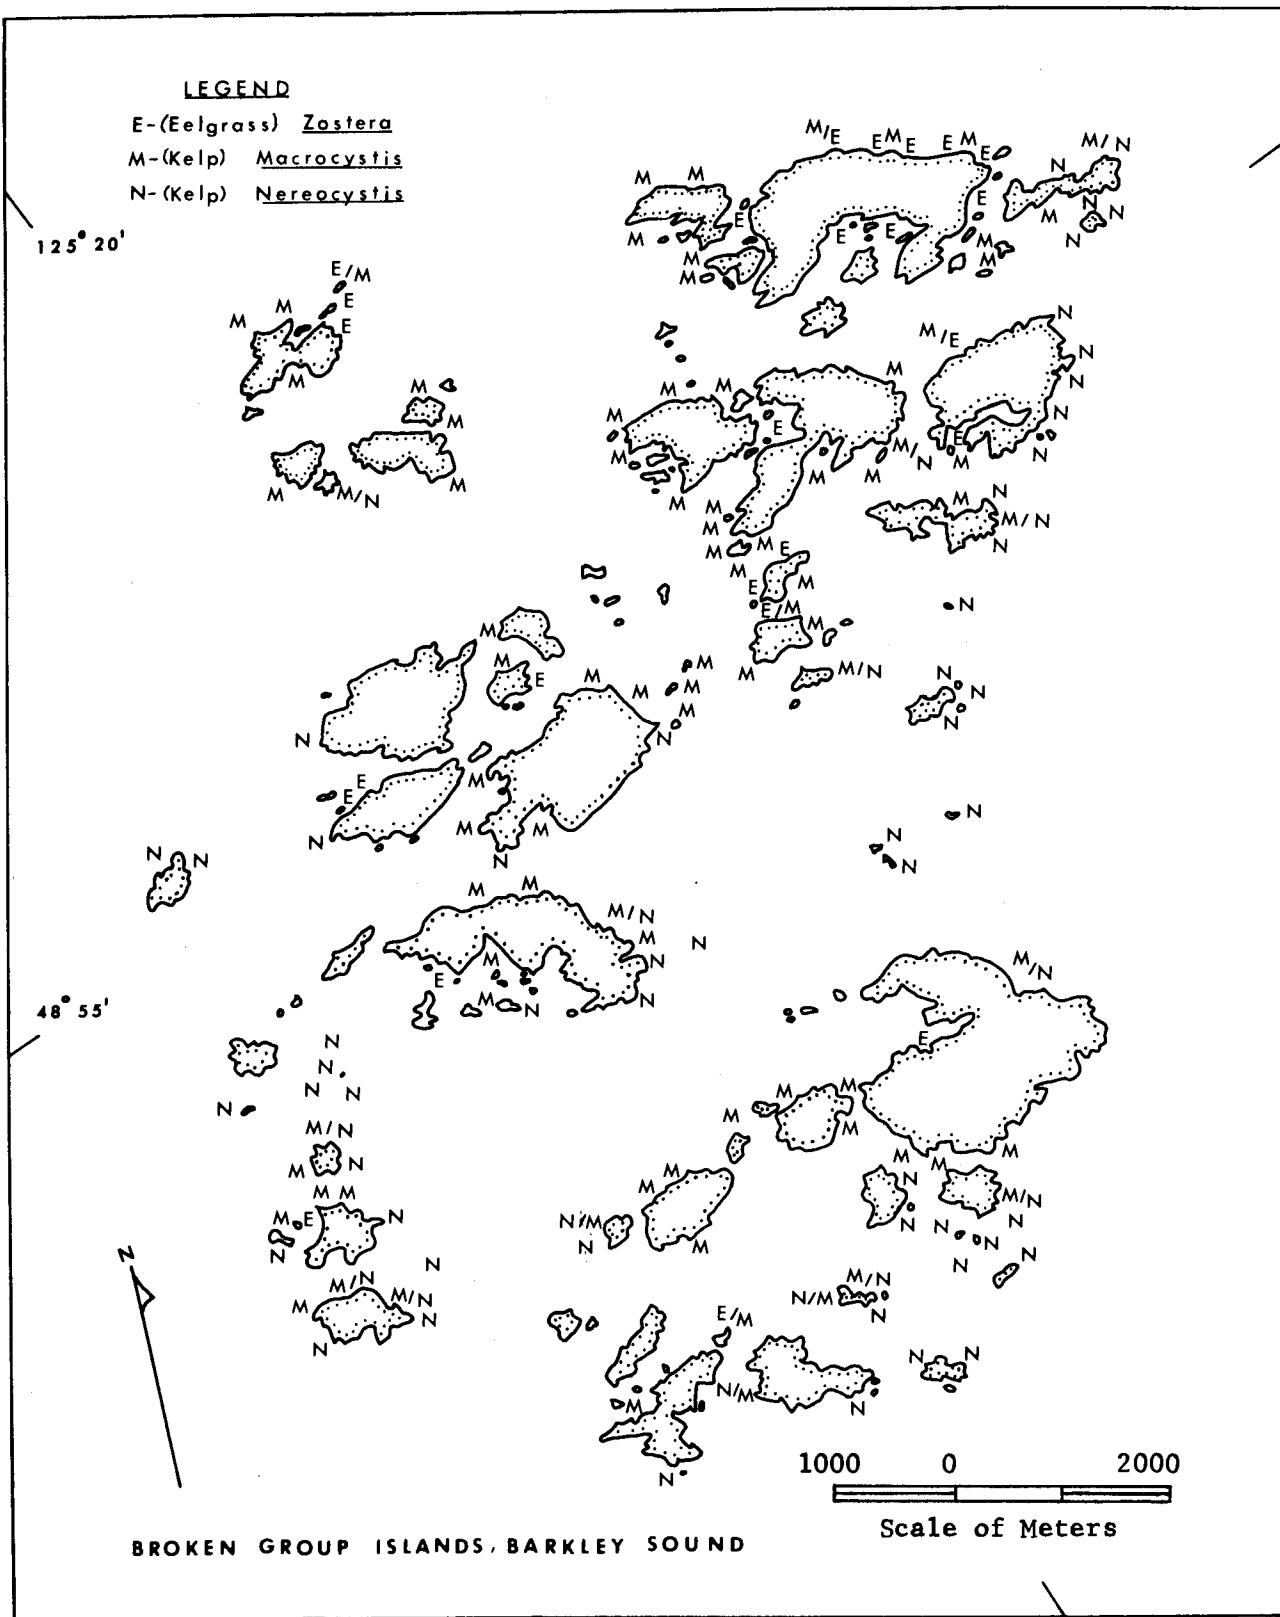 LEGEND
E-(Eelgrass) Zostera
M-(Kelp) Macrocystis
N-(Kelp) Nereocystis
M/E E M E E M E M/N
M M N
E E N N
M E E M N
M M M
M
125° 20'
E/M
E
M E
M
M
M/E N
N
N
M M M M
M M E N
M M/N E
M M M M N
M M/N M
M M N
M M/N
M M E N
M M
E N
E/M
M M
M E M M M M/N N
M M N
M N
N N
E M
E
N M M N
N N N
N N
M M M/N
M N
M N
E
M N N
M/N
48° 55'
N
N
N N
N
E
M/N
M N
M M
M M
M M
M M
M M N
M/N
M E N
N
N/M
N
M
N
N N
N
N
N
M/N
M/N
M N
N
M/N
N/M
N
E/M
N/M
M
N
N N
N
N
1000 0 2000
Scale of Meters
BROKEN GROUP ISLANDS, BARKLEY SOUND